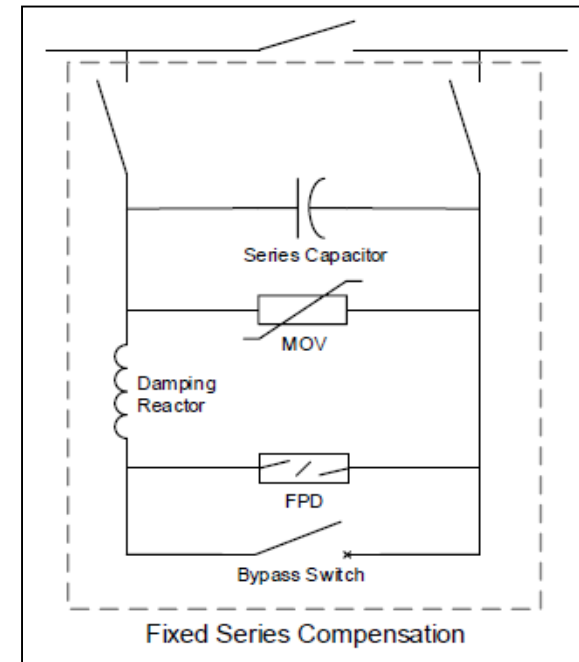 Series Capacitor
MOV
Damping
Reactor
FPD
Bypass Switch
Fixed Series Compensation